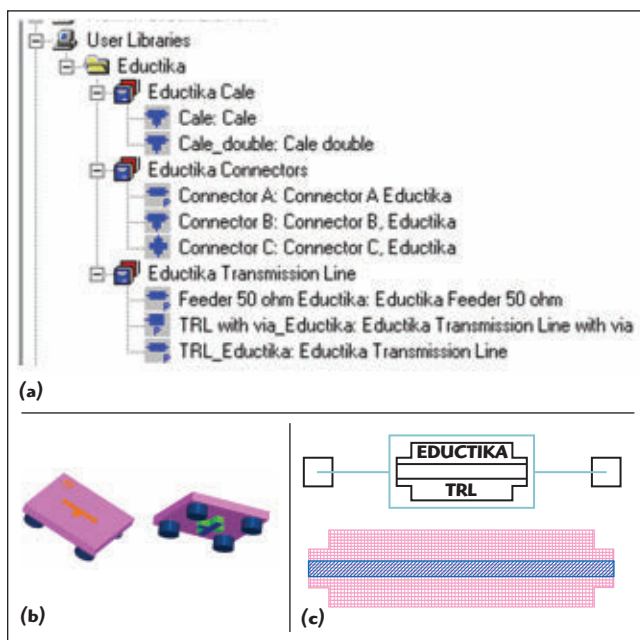 User Libraries
Eductika
Eductika Cale
Cale: Cale
Cale_double: Cale double
Eductika Connectors
Connector A: Connector A Eductika
Connector B: Connector B, Eductika
Connector C: Connector C, Eductika
Eductika Transmission Line
P
Feeder 50 ohm Eductika: Eductika Feeder 50 ohm
P
TRL with via_Eductika: Eductika Transmission Line with via
P
TRL_Eductika: Eductika Transmission Line
P
(a)
EDUCTIKA
TRL
(b)
(c)